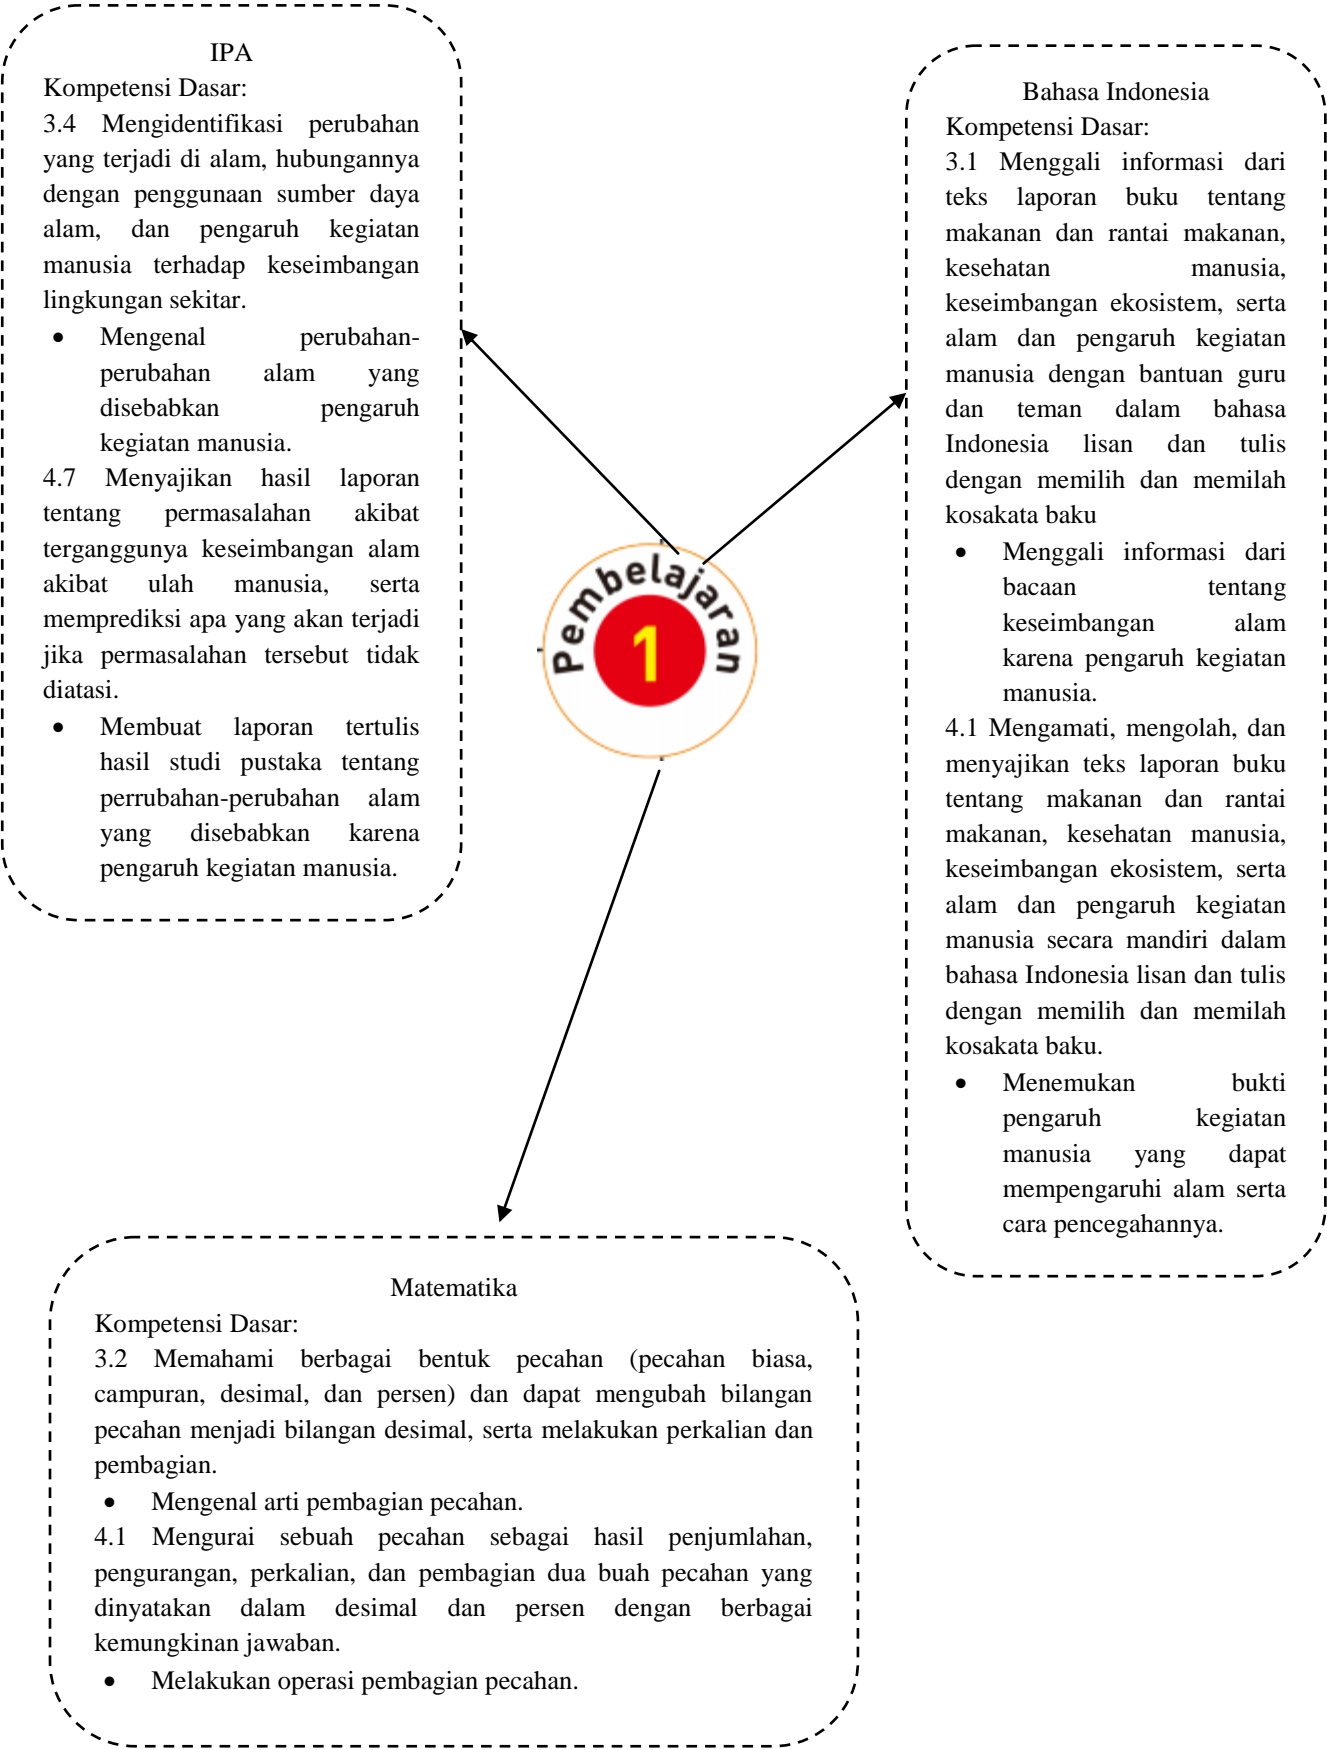 IPA
Kompetensi Dasar:
3.4 Mengidentifikasi perubahan
yang terjadi di alam, hubungannya
dengan penggunaan sumber daya
alam, dan pengaruh kegiatan
manusia terhadap keseimbangan
lingkungan sekitar.
• Mengenal perubahan-
perubahan alam yang
disebabkan pengaruh
kegiatan manusia.
4.7 Menyajikan hasil laporan
tentang permasalahan akibat
terganggunya keseimbangan alam
akibat ulah manusia, serta
memprediksi apa yang akan terjadi
jika permasalahan tersebut tidak
diatasi.
• Membuat laporan tertulis
hasil studi pustaka tentang
perrubahan-perubahan alam
yang disebabkan karena
pengaruh kegiatan manusia.
Bahasa Indonesia
Kompetensi Dasar:
3.1 Menggali informasi dari
teks laporan buku tentang
makanan dan rantai makanan,
kesehatan manusia,
keseimbangan ekosistem, serta
alam dan pengaruh kegiatan
manusia dengan bantuan guru
dan teman dalam bahasa
Indonesia lisan dan tulis
dengan memilih dan memilah
kosakata baku
• Menggali informasi dari
bacaan tentang
keseimbangan alam
karena pengaruh kegiatan
manusia.
4.1 Mengamati, mengolah, dan
menyajikan teks laporan buku
tentang makanan dan rantai
makanan, kesehatan manusia,
keseimbangan ekosistem, serta
alam dan pengaruh kegiatan
manusia secara mandiri dalam
bahasa Indonesia lisan dan tulis
dengan memilih dan memilah
kosakata baku.
• Menemukan bukti
pengaruh kegiatan
manusia yang dapat
mempengaruhi alam serta
cara pencegahannya.
Pembelajaran
1
Matematika
Kompetensi Dasar:
3.2 Memahami berbagai bentuk pecahan (pecahan biasa,
campuran, desimal, dan persen) dan dapat mengubah bilangan
pecahan menjadi bilangan desimal, serta melakukan perkalian dan
pembagian.
• Mengenal arti pembagian pecahan.
4.1 Mengurai sebuah pecahan sebagai hasil penjumlahan,
pengurangan, perkalian, dan pembagian dua buah pecahan yang
dinyatakan dalam desimal dan persen dengan berbagai
kemungkinan jawaban.
• Melakukan operasi pembagian pecahan.